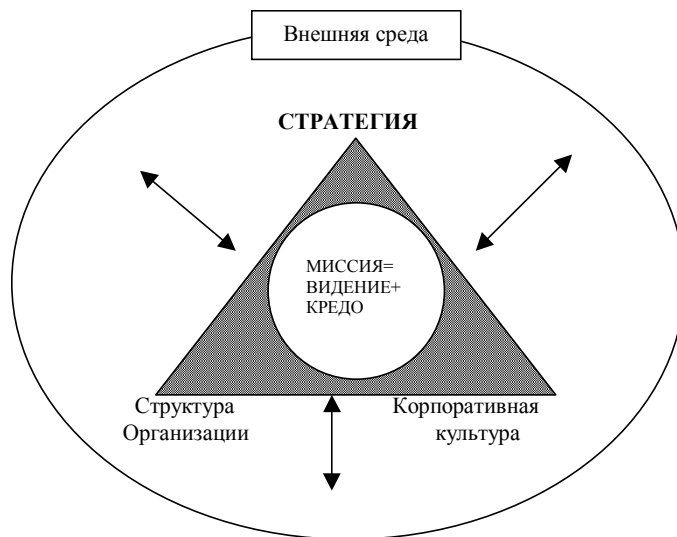 Внешняя среда
СТРАТЕГИЯ
МИССИЯ=
ВИДЕНИЕ+
КРЕДО
Структура
Организации
Корпоративная
культура